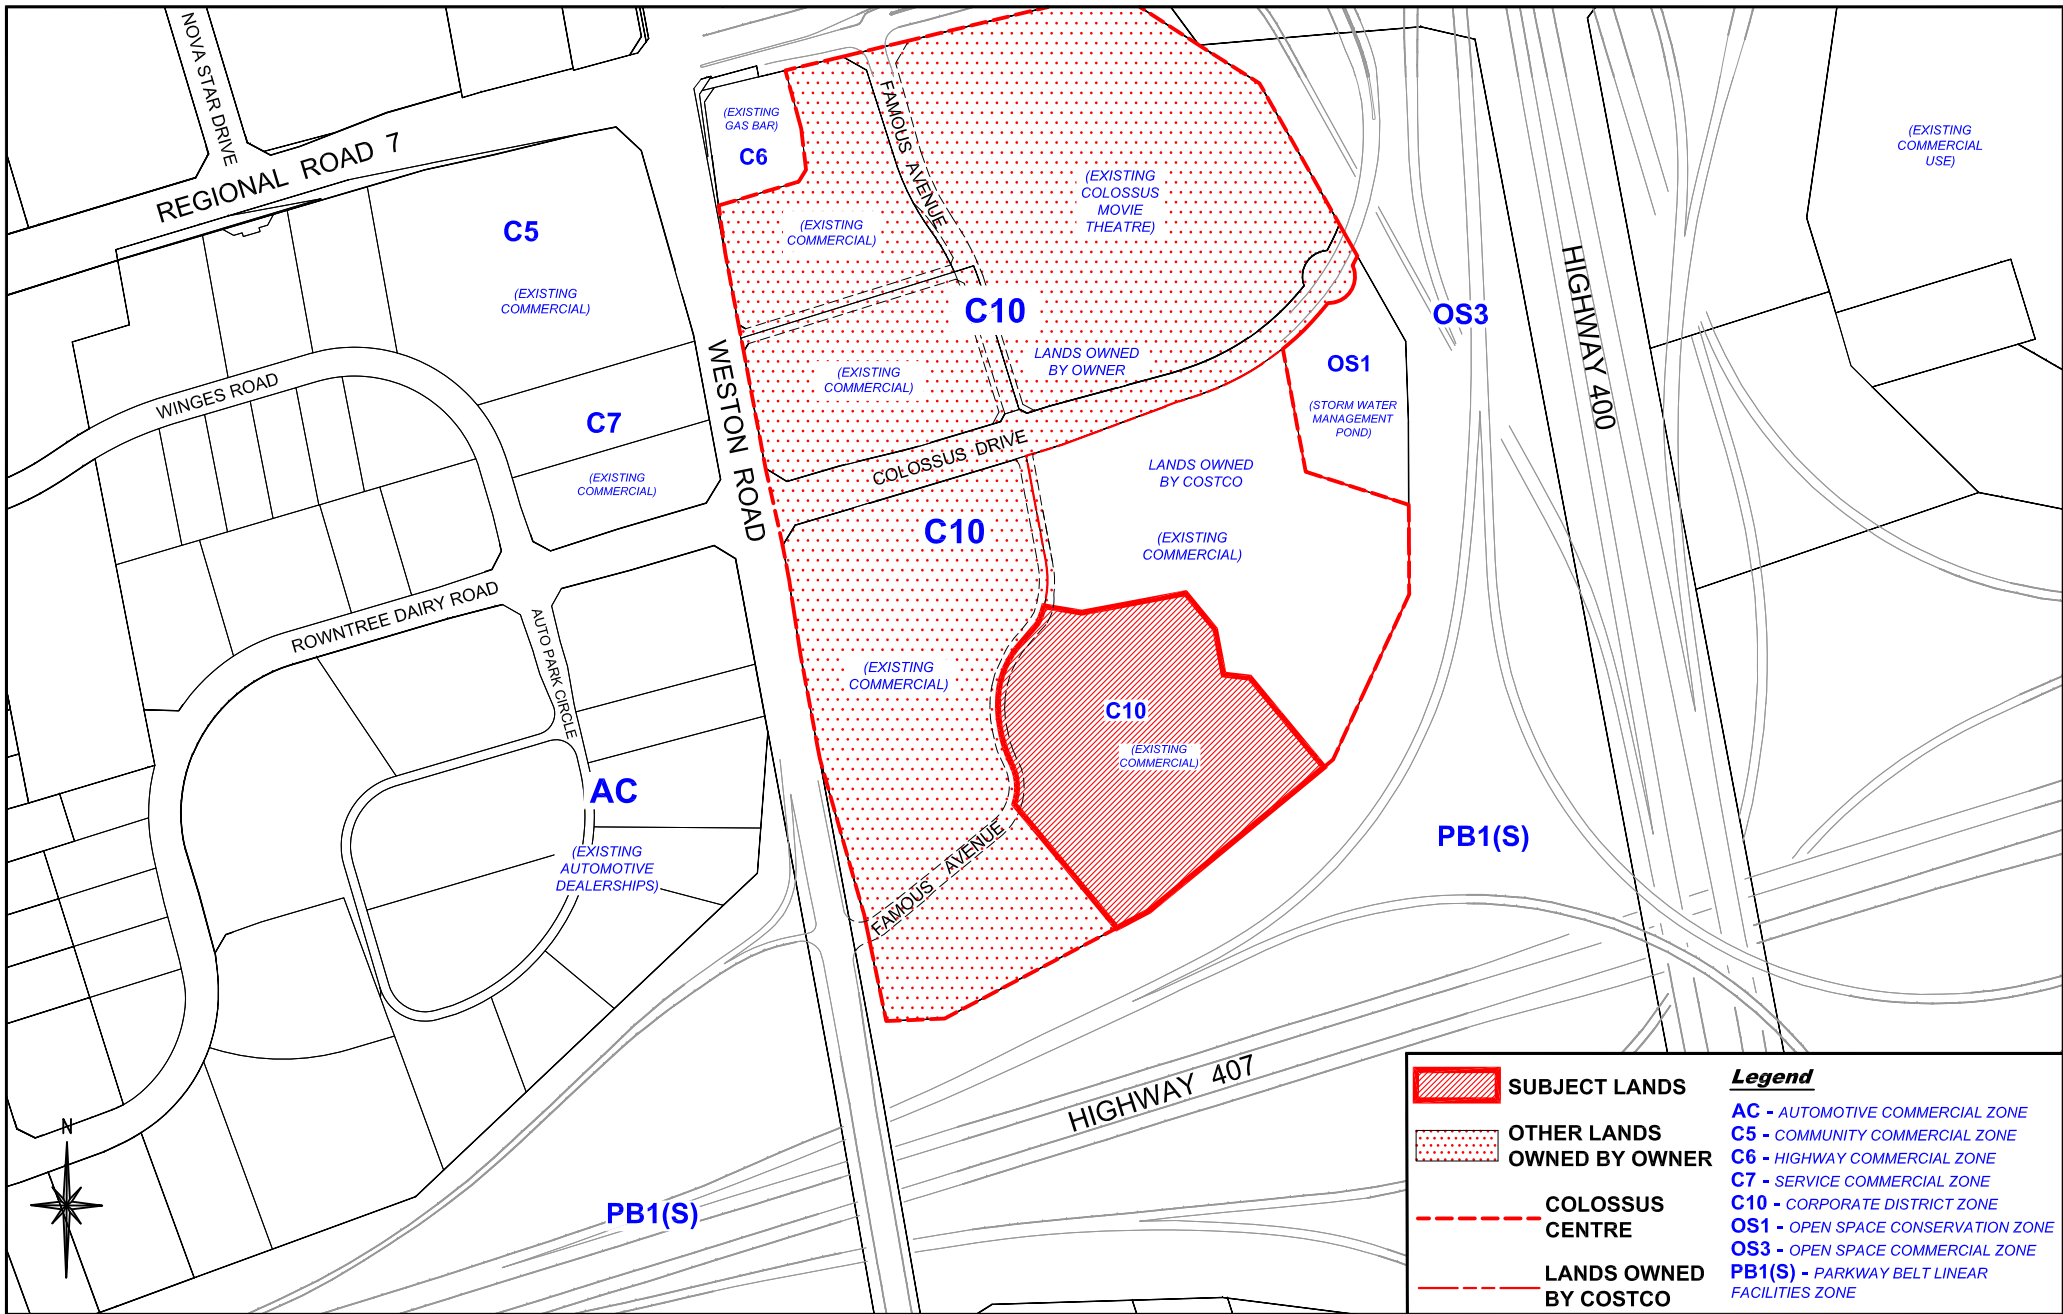 NOVA STAR DRIVE
REGIONAL ROAD 7
(EXISTING
GAS BAR)
C6
FAMOUS AVENUE
(EXISTING
COLOSSUS
MOVIE
THEATRE)
(EXISTING
COMMERCIAL
USE)
C5
(EXISTING
COMMERCIAL)
(EXISTING
COMMERCIAL)
C10
OS3
HIGHWAY 400
WINGES ROAD
C7
(EXISTING
COMMERCIAL)
WESTON ROAD
(EXISTING
COMMERCIAL)
LANDS OWNED
BY OWNER
OS1
(STORM WATER
MANAGEMENT
POND)
COLOSSUS DRIVE
LANDS OWNED
BY COSTCO
C10
(EXISTING
COMMERCIAL)
ROWNTREE DAIRY ROAD
AUTO PARK CIRCLE
(EXISTING
COMMERCIAL)
C10
(EXISTING
COMMERCIAL)
AC
(EXISTING
AUTOMOTIVE
DEALERSHIPS)
FAMOUS AVENUE
PB1(S)
HIGHWAY 407
N
PB1(S)
SUBJECT LANDS
OTHER LANDS
OWNED BY OWNER
COLOSSUS
CENTRE
LANDS OWNED
BY COSTCO
Legend
AC - AUTOMOTIVE COMMERCIAL ZONE
C5 - COMMUNITY COMMERCIAL ZONE
C6 - HIGHWAY COMMERCIAL ZONE
C7 - SERVICE COMMERCIAL ZONE
C10 - CORPORATE DISTRICT ZONE
OS1 - OPEN SPACE CONSERVATION ZONE
OS3 - OPEN SPACE COMMERCIAL ZONE
PB1(S) - PARKWAY BELT LINEAR
FACILITIES ZONE